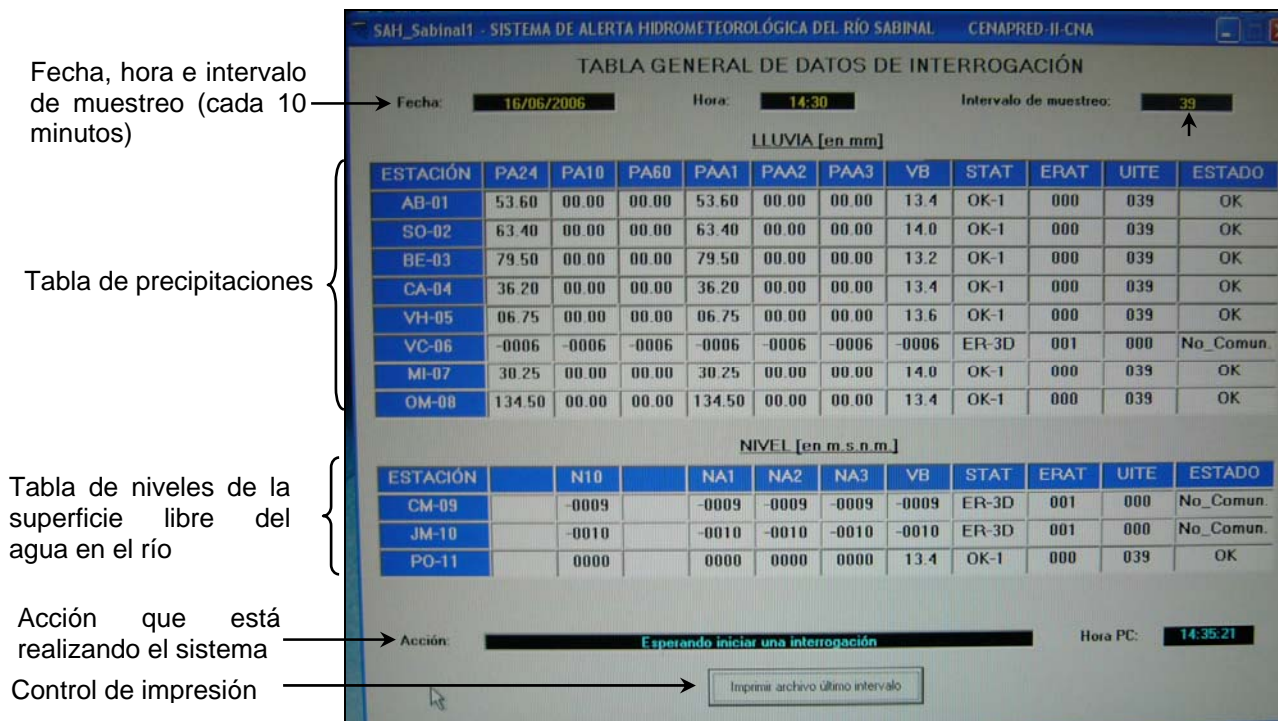 SAH_Sabinal1 - SISTEMA DE ALERTA HIDROMETEOROLÓGICA DEL RÍO SABINAL CENAPRED-II-CNA
TABLA GENERAL DE DATOS DE INTERROGACIÓN
Fecha, hora e intervalo
de muestreo (cada 10
minutos)
Fecha: 16/06/2006 Hora: 14:30 Intervalo de muestreo: 39
LLUVIA [en mm]
ESTACIÓN PA24 PA10 PA60 PAA1 PAA2 PAA3 VB STAT ERAT UITE ESTADO
AB-01 53.60 00.00 00.00 53.60 00.00 00.00 13.4 OK-1 000 039 OK
SO-02 63.40 00.00 00.00 63.40 00.00 00.00 14.0 OK-1 000 039 OK
BE-03 79.50 00.00 00.00 79.50 00.00 00.00 13.2 OK-1 000 039 OK
CA-04 36.20 00.00 00.00 36.20 00.00 00.00 13.4 OK-1 000 039 OK
VH-05 06.75 00.00 00.00 06.75 00.00 00.00 13.6 OK-1 000 039 OK
VC-06 -0006 -0006 -0006 -0006 -0006 -0006 -0006 ER-3D 001 000 No_Comun.
MI-07 30.25 00.00 00.00 30.25 00.00 00.00 14.0 OK-1 000 039 OK
OM-08 134.50 00.00 00.00 134.50 00.00 00.00 13.4 OK-1 000 039 OK
Tabla de precipitaciones
NIVEL [en m.s.n.m.]
ESTACIÓN N10 NA1 NA2 NA3 VB STAT ERAT UITE ESTADO
CM-09 -0009 -0009 -0009 -0009 -0009 ER-3D 001 000 No_Comun.
JM-10 -0010 -0010 -0010 -0010 -0010 ER-3D 001 000 No_Comun.
PO-11 0000 0000 0000 0000 13.4 OK-1 000 039 OK
Tabla de niveles de la
superficie libre del
agua en el río
Acción que está
realizando el sistema
Acción: Esperando iniciar una interrogación Hora PC: 14:35:21
Control de impresión
Imprimir archivo último intervalo